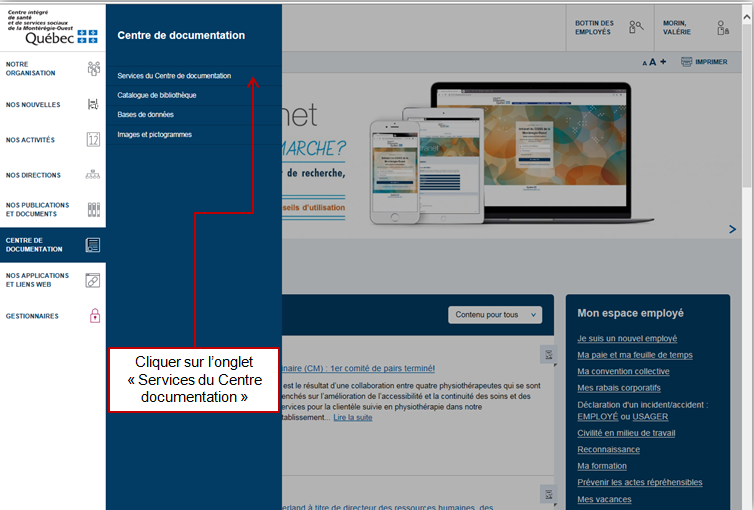 Centre intégré
de santé
et de services sociaux
de la Montérégie-Ouest
Québec
NOTRE
ORGANISATION
NOS NOUVELLES
NOS ACTIVITÉS
NOS DIRECTIONS
NOS PUBLICATIONS
ET DOCUMENTS
CENTRE DE
DOCUMENTATION
NOS APPLICATIONS
ET LIENS WEB
GESTIONNAIRES
Centre de documentation
Services du Centre de documentation
Catalogue de bibliothèque
Bases de données
Images et pictogrammes
Cliquer sur l'onglet
« Services du Centre
documentation »
BOTTIN DES
EMPLOYÉS
MORIN,
VALÉRIE
A A + IMPRIMER
net
MARCHE?
r de recherche,
nseils d'utilisation
Contenu pour tous
inaire (CM) : 1er comité de pairs terminé!
est le résultat d'une collaboration entre quatre physiothérapeutes qui se sont
enchés sur l'amélioration de l'accessibilité et la continuité des soins et des
ervices pour la clientèle suivie en physiothérapie dans notre
tablissement... Lire la suite
erland à titre de directeur des ressources humaines, des
Mon espace employé
Je suis un nouvel employé
Ma paie et ma feuille de temps
Ma convention collective
Mes rabais corporatifs
Déclaration d'un incident/accident :
EMPLOYÉ ou USAGER
Civilité en milieu de travail
Reconnaissance
Ma formation
Prévenir les actes répréhensibles
Mes vacances